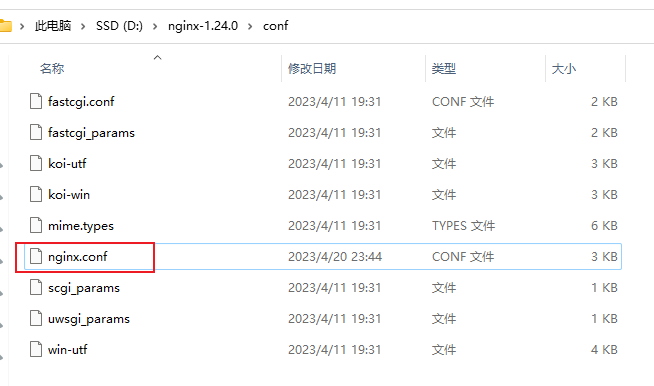 此电脑 > SSD (D:) > nginx-1.24.0 > conf
名称 修改日期 类型 大小
fastcgi.conf 2023/4/11 19:31 CONF 文件 2 KB
fastcgi_params 2023/4/11 19:31 文件 2 KB
koi-utf 2023/4/11 19:31 文件 3 KB
koi-win 2023/4/11 19:31 文件 3 KB
mime.types 2023/4/11 19:31 TYPES 文件 6 KB
nginx.conf 2023/4/20 23:44 CONF 文件 3 KB
scgi_params 2023/4/11 19:31 文件 1 KB
uwsgi_params 2023/4/11 19:31 文件 1 KB
win-utf 2023/4/11 19:31 文件 4 KB